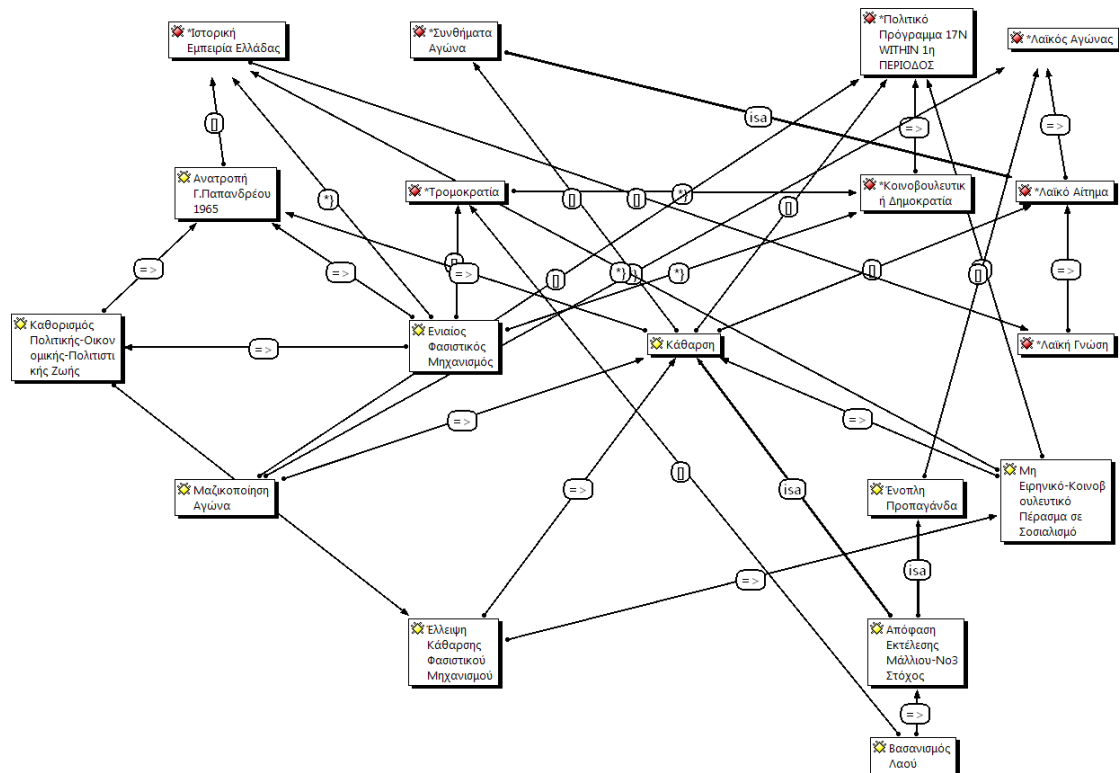 *Ιστορική
Εμπειρία Ελλάδας
*Συνθήματα
Αγώνα
*Πολιτικό
Πρόγραμμα 17Ν
WITHIN 1η
ΠΕΡΙΟΔΟΣ
*Λαϊκός Αγώνας
isa
[]
=>
=>
Ανατροπή
Γ.Παπανδρέου
1965
*Τρομοκρατία
*Κοινοβουλευτικ
ή Δημοκρατία
*Λαϊκό Αίτημα
*}
[]
[]
*}
[]
=>
=>
[]
=>
[]
*}
*}
*}
[]
[]
=>
Καθορισμός
Πολιτικής-Οικον
ομικής-Πολιτιστι
κής Ζωής
Ενιαίος
Φασιστικός
Μηχανισμός
Κάθαρση
*Λαϊκή Γνώση
=>
=>
=>
Μαζικοποίηση
Αγώνα
[]
=>
isa
Ένοπλη
Προπαγάνδα
Μη
Ειρηνικό-Κοινοβ
ουλευτικό
Πέρασμα σε
Σοσιαλισμό
=>
isa
Έλλειψη
Κάθαρσης
Φασιστικού
Μηχανισμού
Απόφαση
Εκτέλεσης
Μάλλιου-Νο3
Στόχος
=>
Βασανισμός
Λαού